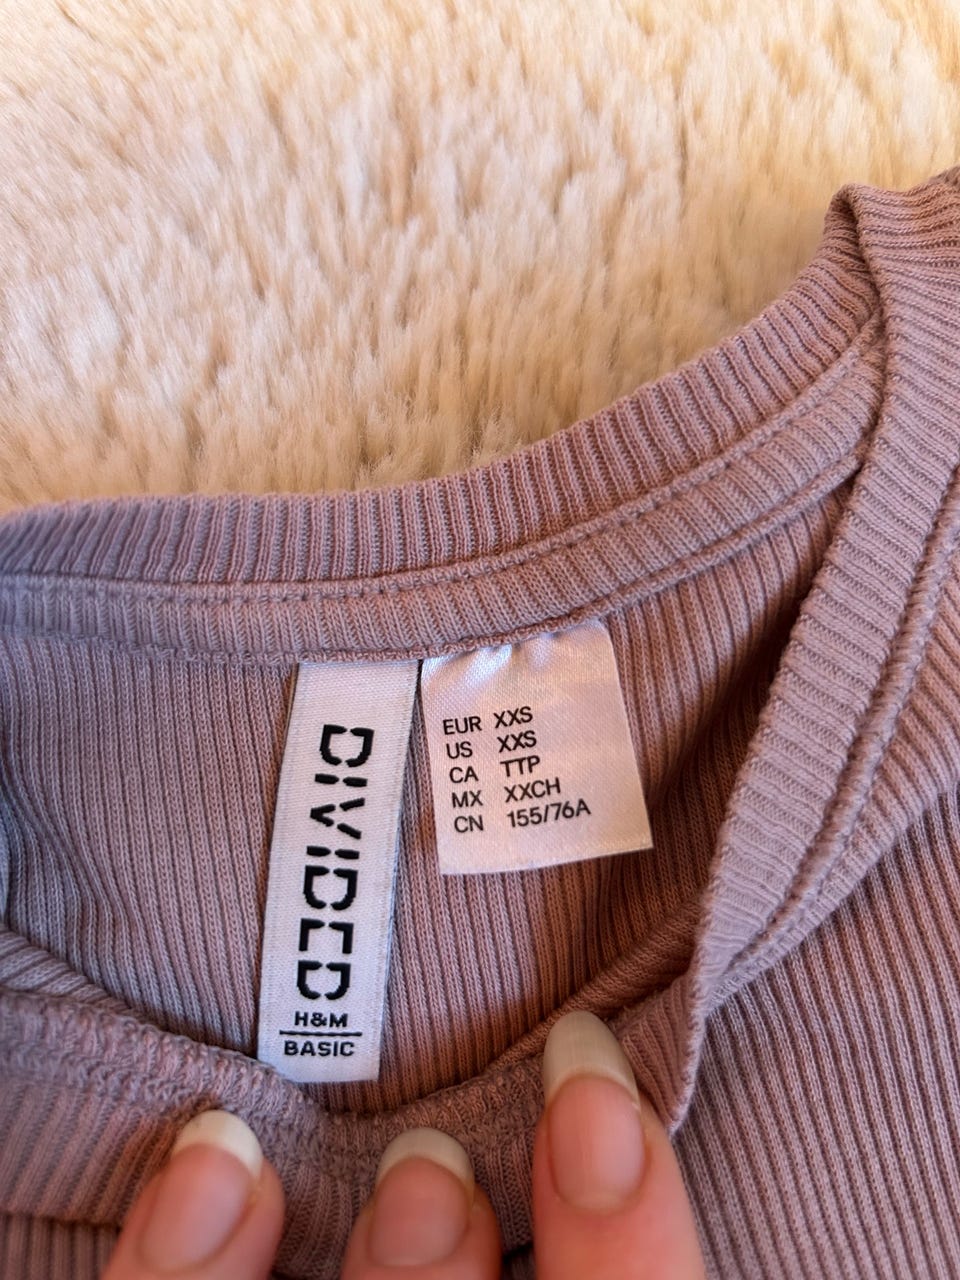 DIVIDED
H&M
BASIC
EUR XXS
US XXS
CA TTP
MX XXCH
CN 155/76A